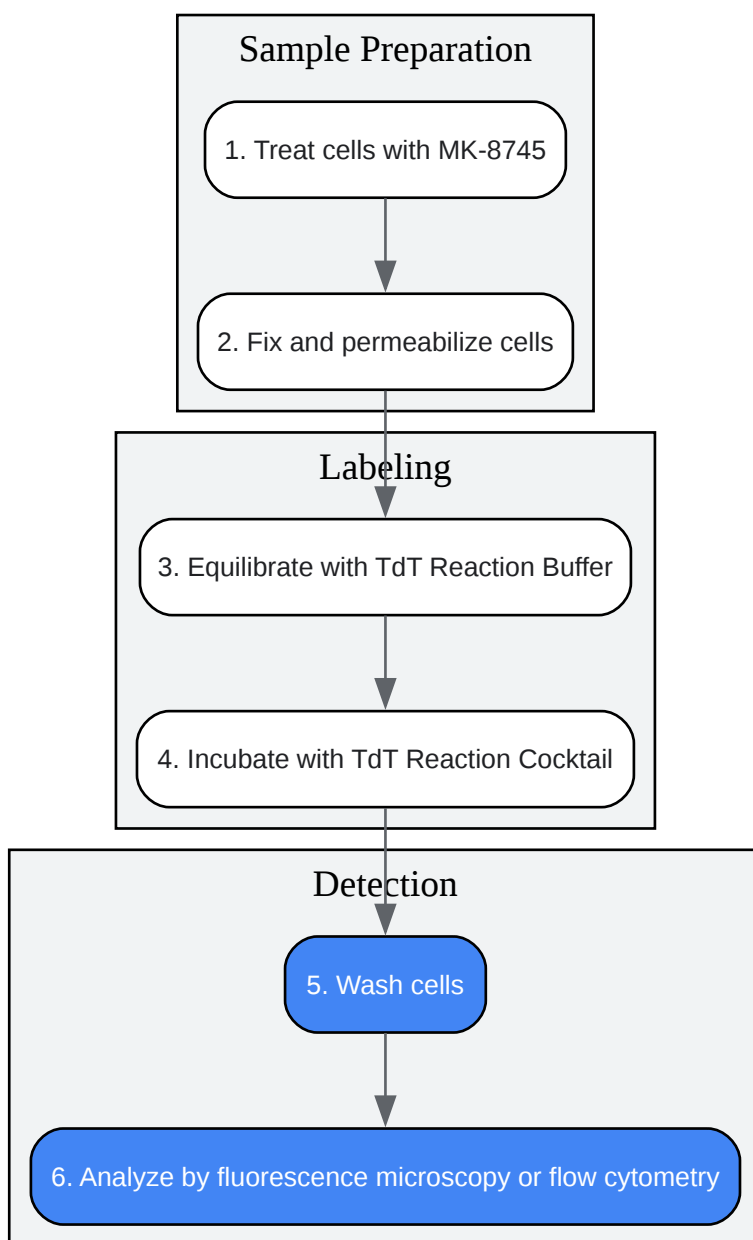 Sample Preparation
1. Treat cells with MK-8745
2. Fix and permeabilize cells
Labeling
3. Equilibrate with TdT Reaction Buffer
4. Incubate with TdT Reaction Cocktail
Detection
5. Wash cells
6. Analyze by fluorescence microscopy or flow cytometry